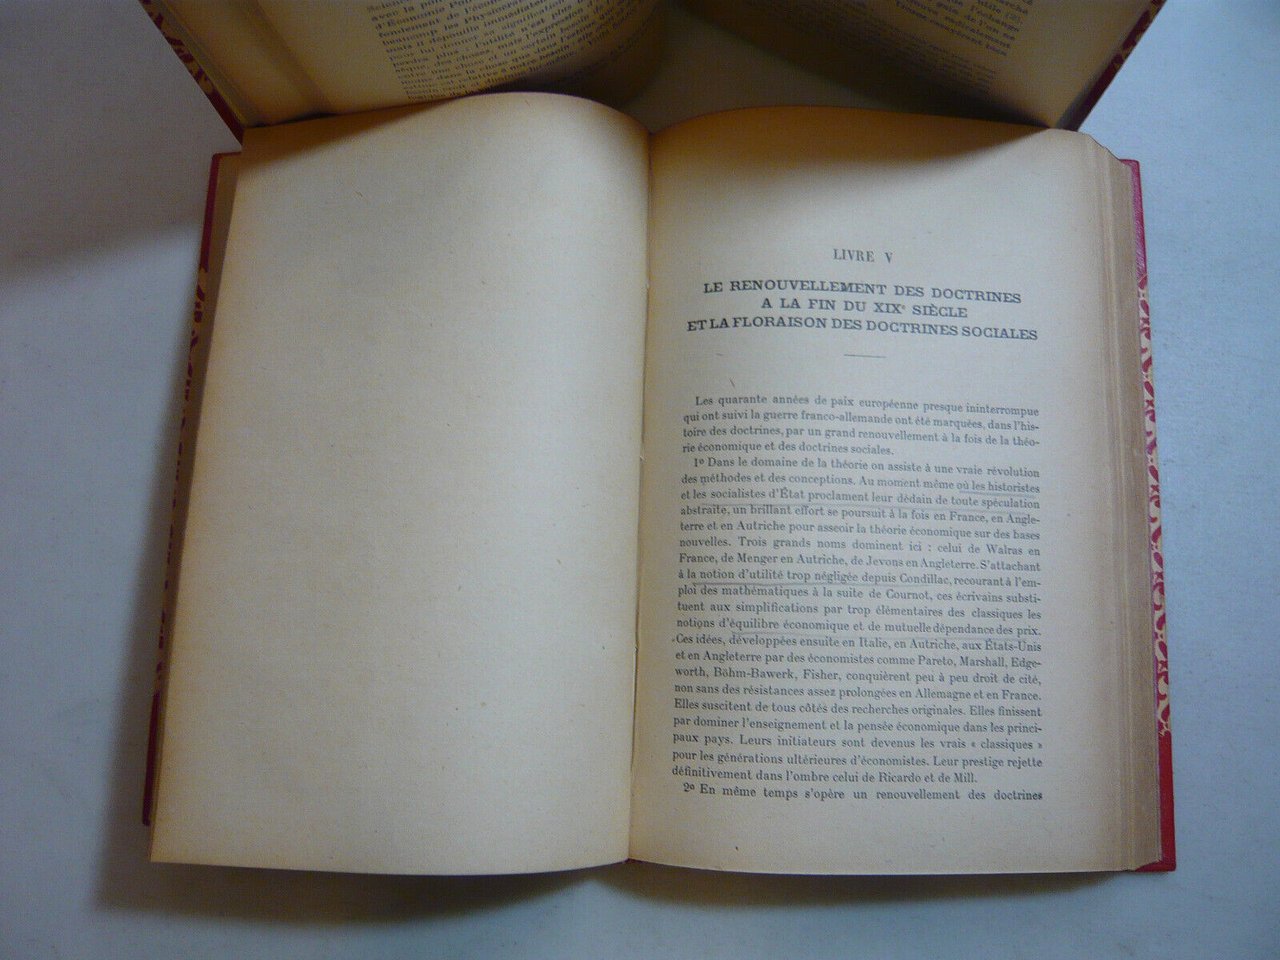 avec la
d'Économie
beaucoup
mais il
l'utilité n'est pas
LIVRE V
LE RENOUVELLEMENT DES DOCTRINES
A LA FIN DU XIXe SIÈCLE
ET LA FLORAISON DES DOCTRINES SOCIALES
Les quarante années de paix européenne presque ininterrompue
qui ont suivi la guerre franco-allemande ont été marquées, dans l'his-
toire des doctrines, par un grand renouvellement à la fois de la théo-
rie économique et des doctrines sociales.
1º Dans le domaine de la théorie on assiste à une vraie révolution
des méthodes et des conceptions. Au moment même où les historistes
et les socialistes d'État proclament leur dédain de toute spéculation
abstraite, un brillant effort se poursuit à la fois en France, en Angle-
terre et en Autriche pour asseoir la théorie économique sur des bases
nouvelles. Trois grands noms dominent ici : celui de Walras en
France, de Menger en Autriche, de Jevons en Angleterre. S'attachant
à la notion d'utilité trop négligée depuis Condillac, recourant à l'em-
ploi des mathématiques à la suite de Cournot, ces écrivains substi-
tuent aux simplifications par trop élémentaires des classiques les
notions d'équilibre économique et de mutuelle dépendance des prix.
Ces idées, développées ensuite en Italie, en Autriche, aux États-Unis
et en Angleterre par des économistes comme Pareto, Marshall, Edge-
worth, Böhm-Bawerk, Fisher, conquièrent peu à peu droit de cité,
non sans des résistances assez prolongées en Allemagne et en France.
Elles suscitent de tous côtés des recherches originales. Elles finissent
par dominer l'enseignement et la pensée économique dans les princi-
paux pays. Leurs initiateurs sont devenus les vrais « classiques »
pour les générations ultérieures d'économistes. Leur prestige rejette
définitivement dans l'ombre celui de Ricardo et de Mill.
2º En même temps s'opère un renouvellement des doctrines